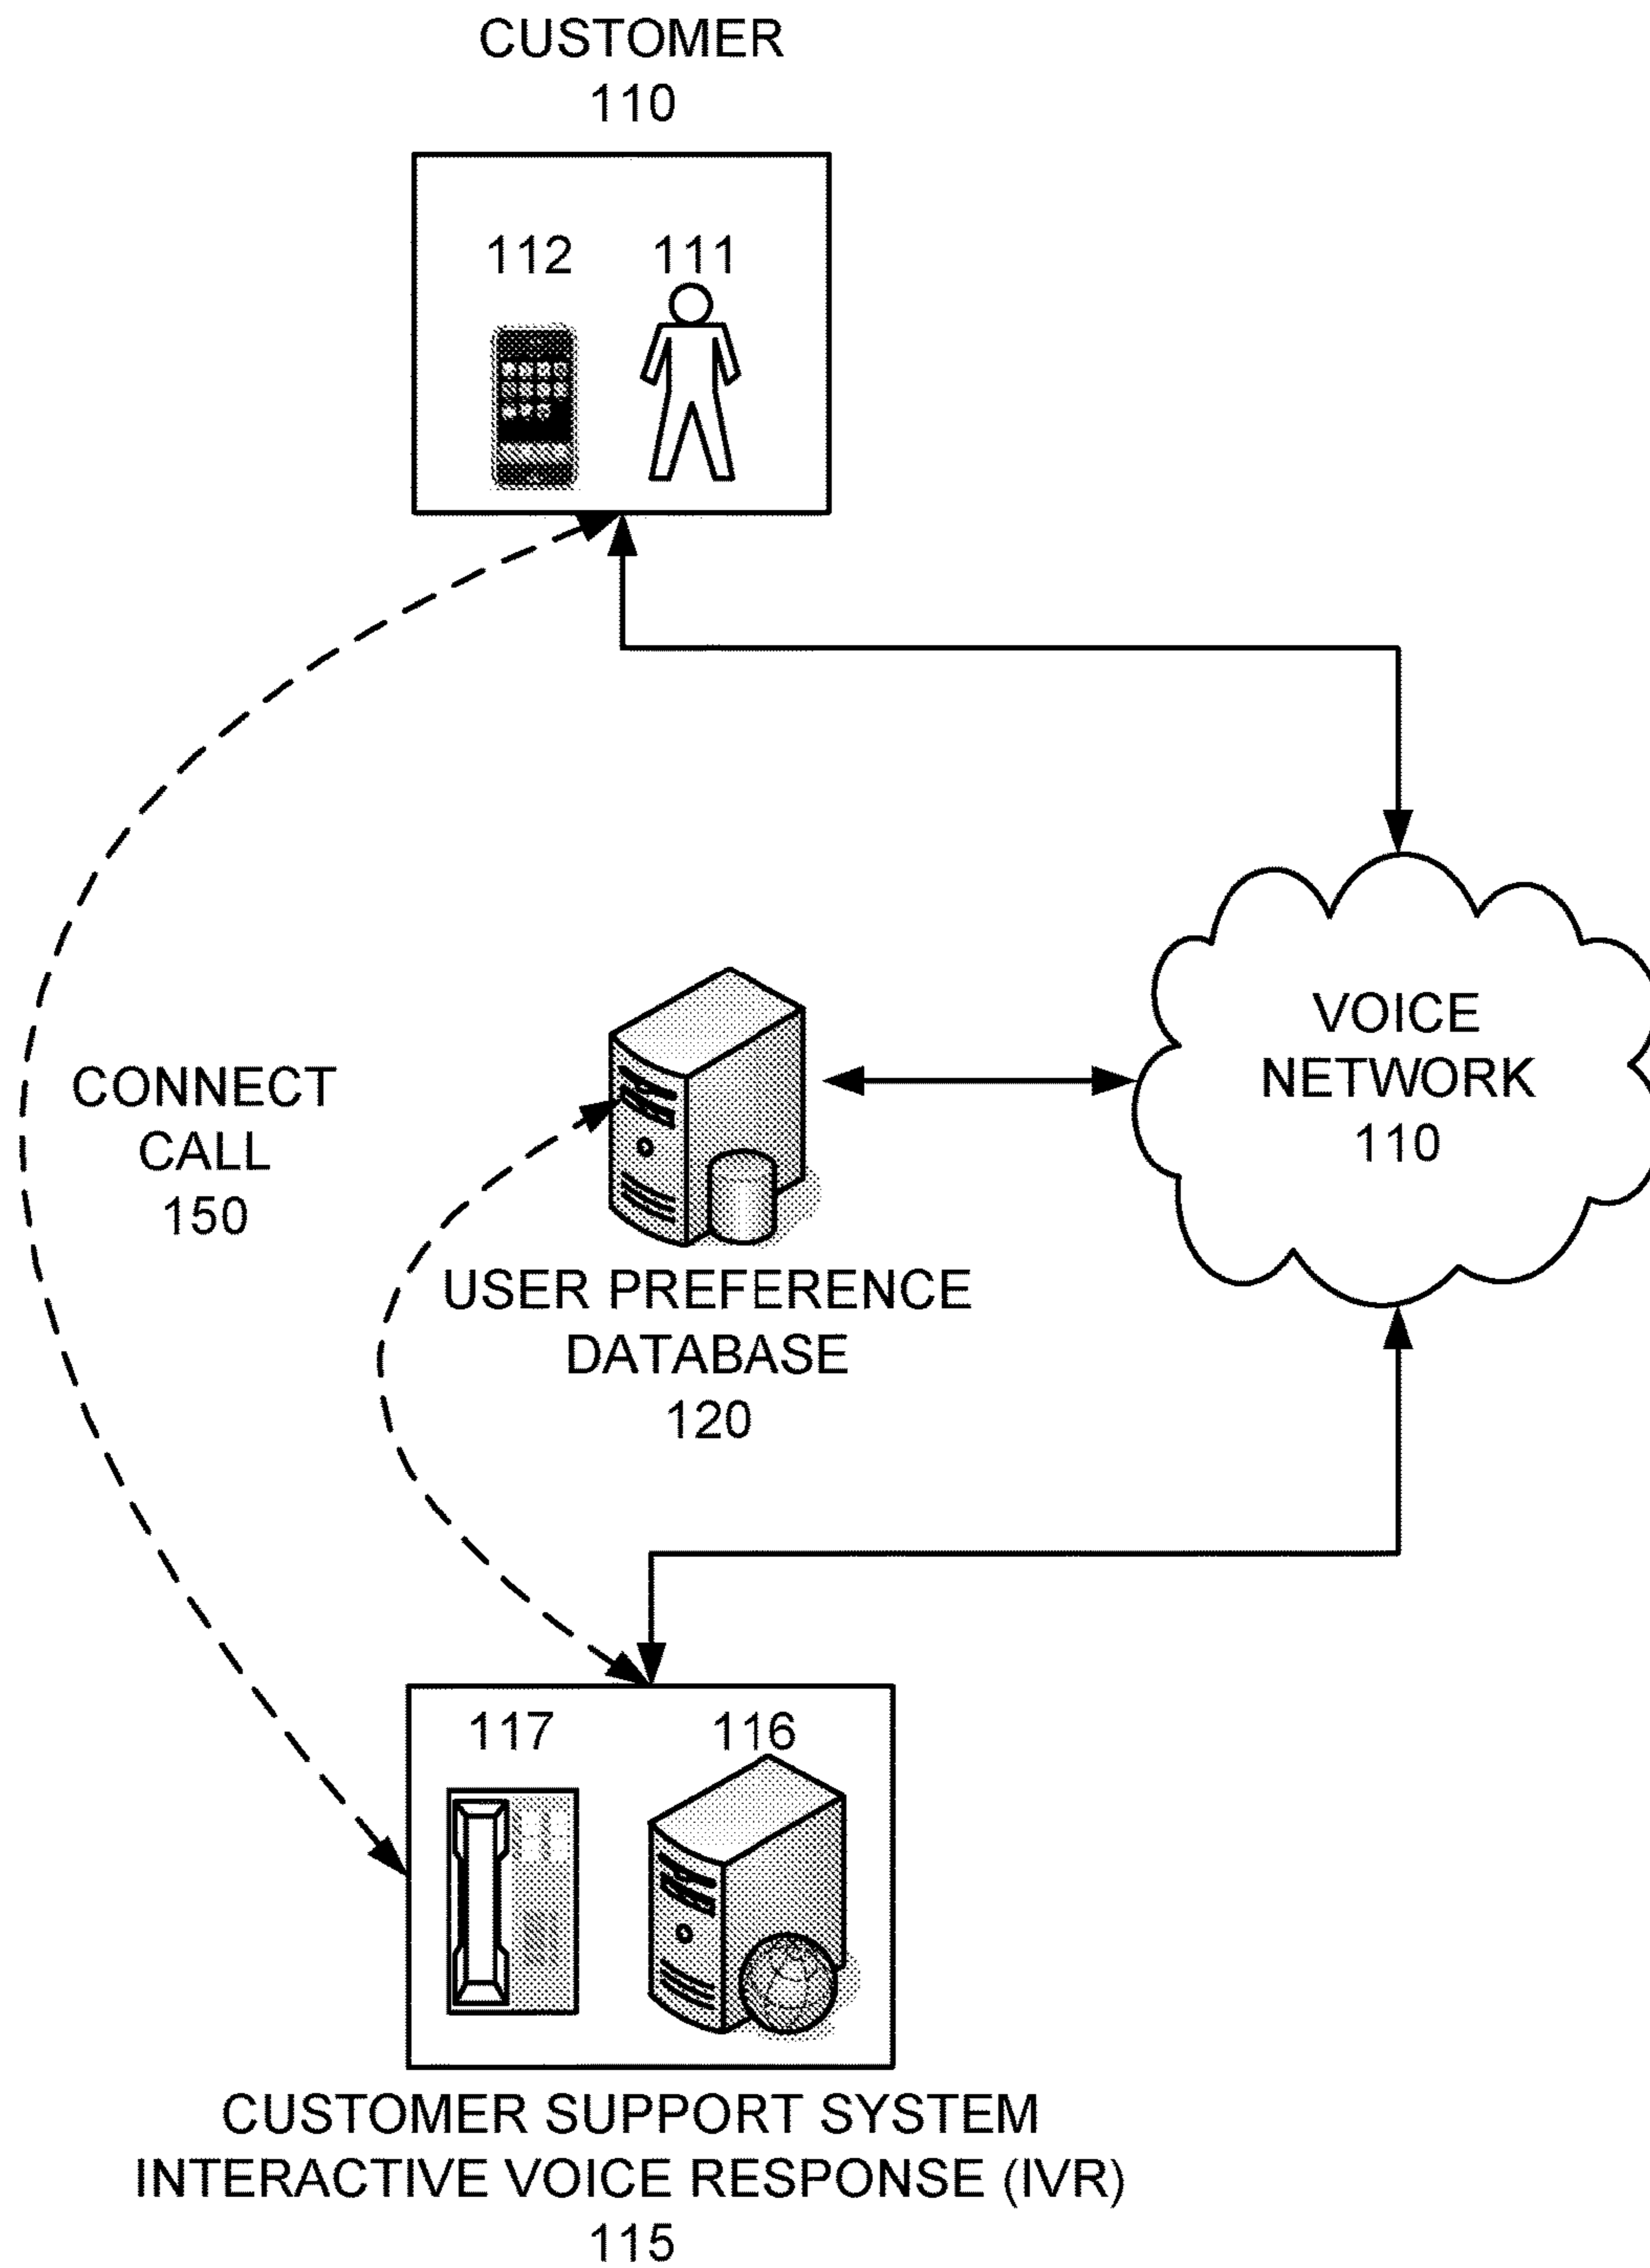 CUSTOMER
110
112
111
VOICE
NETWORK
110
CONNECT
CALL
150
USER PREFERENCE
DATABASE
120
117
116
CUSTOMER SUPPORT SYSTEM
INTERACTIVE VOICE RESPONSE (IVR)
115